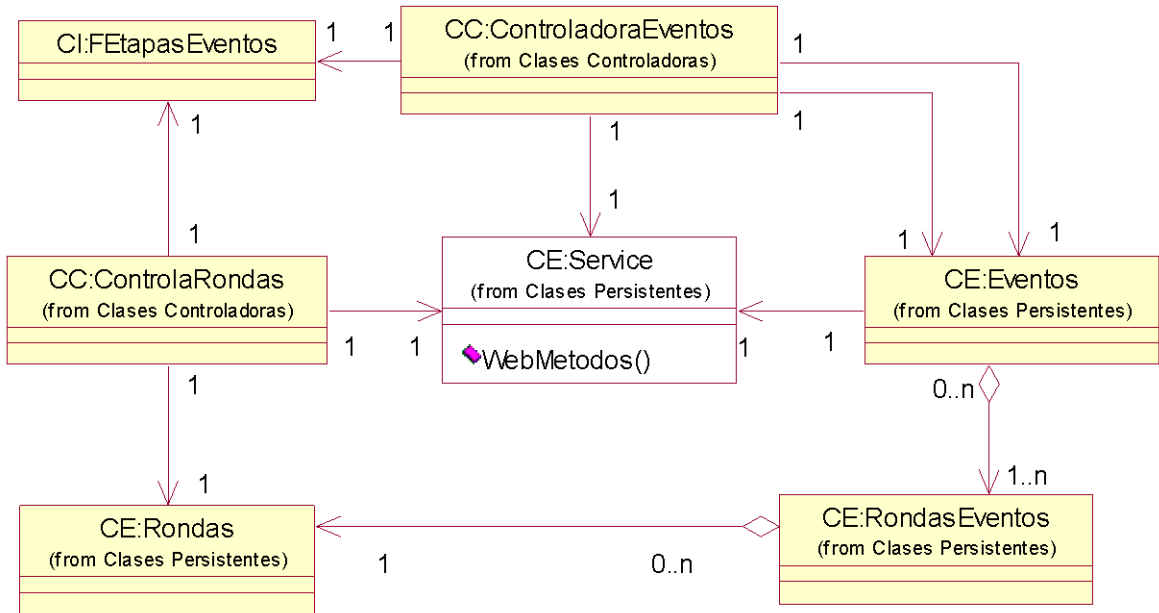 CI:FEtapasEventos
1
1
CC:ControladoraEventos
(from Clases Controladoras)
1
1
1
1
1
1
1
1
1
CC:ControlaRondas
(from Clases Controladoras)
1
1
CE:Service
(from Clases Persistentes)
WebMetodos()
1
1
CE:Eventos
(from Clases Persistentes)
1
0..n
1
1..n
CE:Rondas
(from Clases Persistentes)
1
0..n
CE:RondasEventos
(from Clases Persistentes)